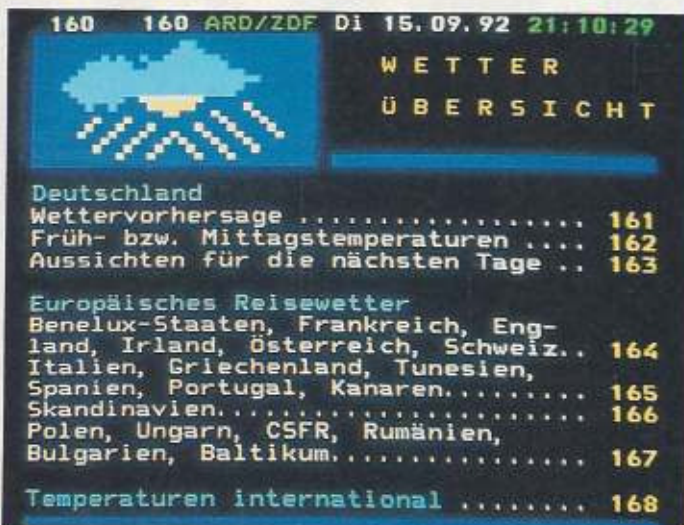 160 160 ARD/ZDF Di 15.09.92 21:10:29
WETTER
ÜBERSICHT
Deutschland
Wettervorhersage .................. 161
Früh- bzw. Mittagstemperaturen .... 162
Aussichten für die nächsten Tage .. 163
Europäisches Reisewetter
Benelux-Staaten, Frankreich, Eng-
land, Irland, Österreich, Schweiz.. 164
Italien, Griechenland, Tunesien,
Spanien, Portugal, Kanaren......... 165
Skandinavien....................... 166
Polen, Ungarn, CSFR, Rumänien,
Bulgarien, Baltikum................ 167
Temperaturen international ........ 168